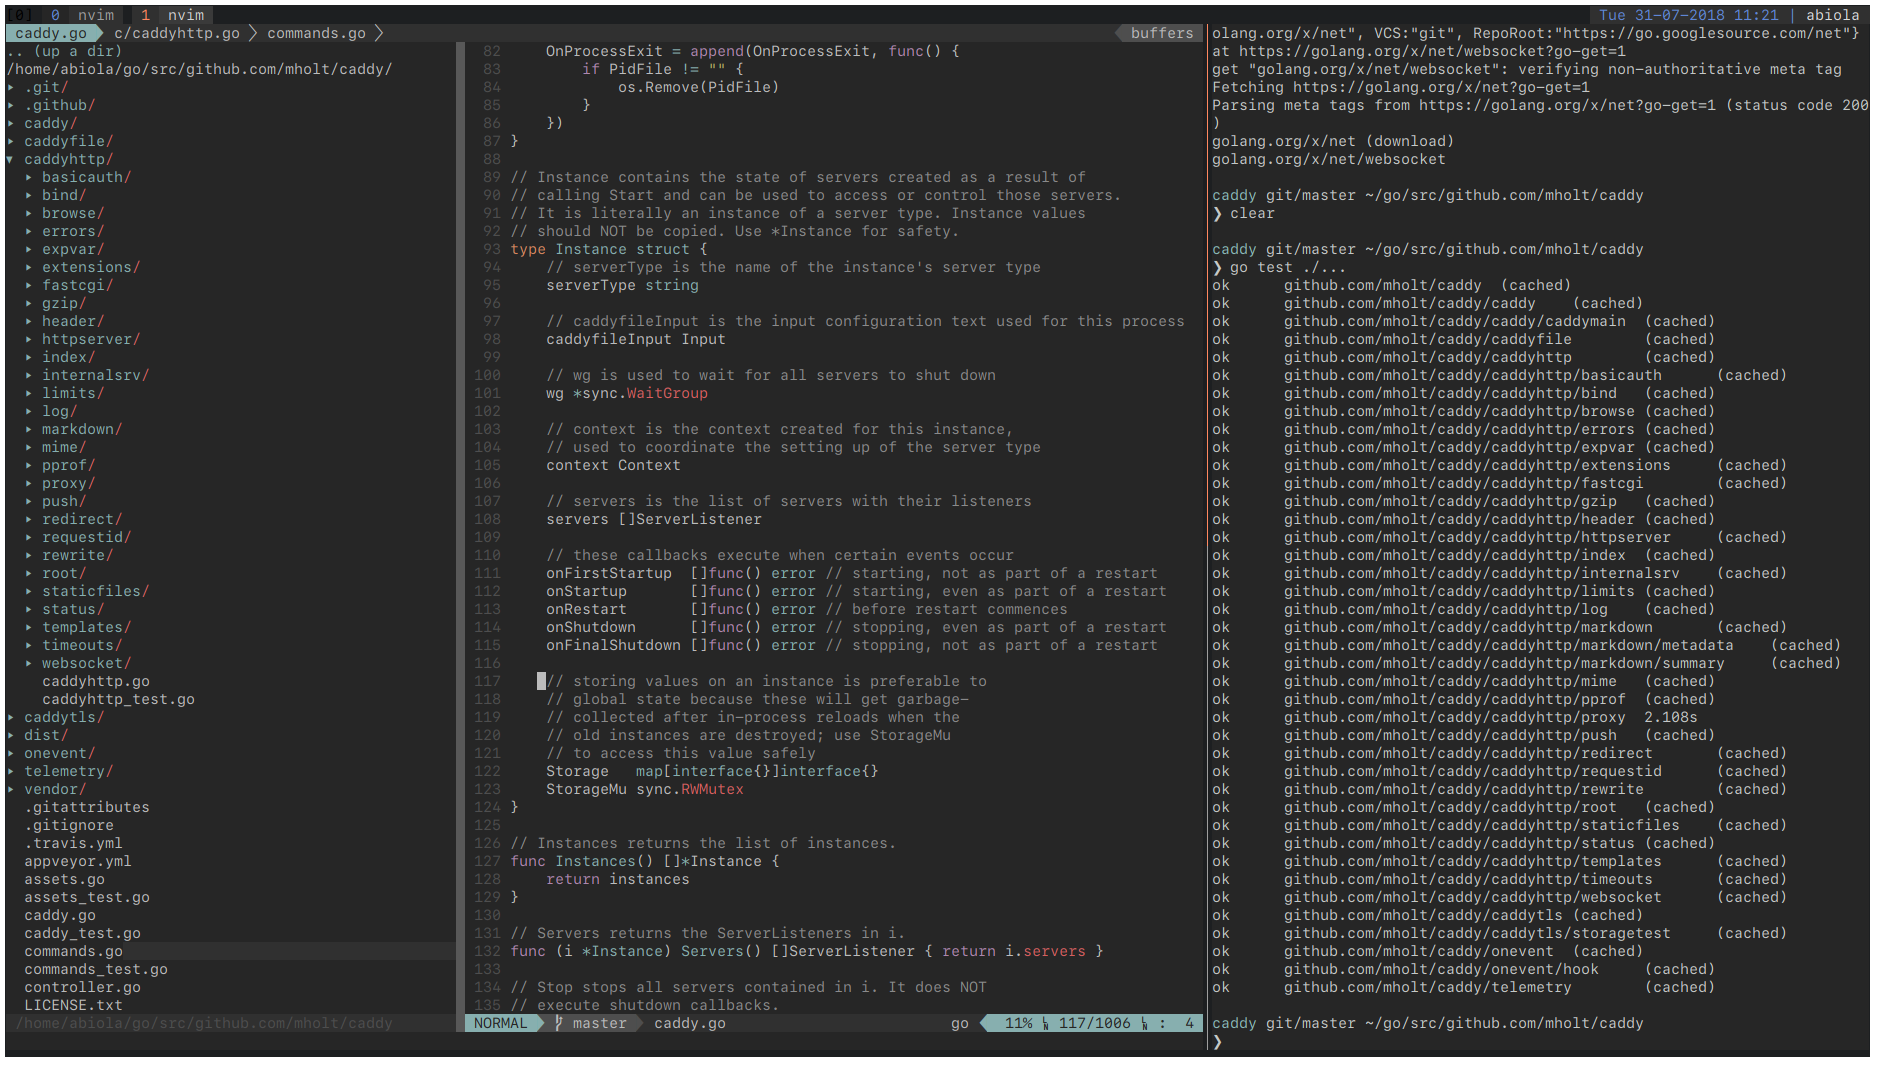 [0] 0 nvim 1 nvim
Tue 31-07-2018 11:21 | abiola
caddy.go c/caddyhttp.go commands.go
buffers
.. (up a dir)
/home/abiola/go/src/github.com/mholt/caddy/
▸ .git/
▸ .github/
▸ caddy/
▸ caddyfile/
▾ caddyhttp/
▸ basicauth/
▸ bind/
▸ browse/
▸ errors/
▸ expvar/
▸ extensions/
▸ fastcgi/
▸ gzip/
▸ header/
▸ httpserver/
▸ index/
▸ internalsrv/
▸ limits/
▸ log/
▸ markdown/
▸ mime/
▸ pprof/
▸ proxy/
▸ push/
▸ redirect/
▸ requestid/
▸ rewrite/
▸ root/
▸ staticfiles/
▸ status/
▸ templates/
▸ timeouts/
▸ websocket/
caddyhttp.go
caddyhttp_test.go
▸ caddytls/
▸ dist/
▸ onevent/
▸ telemetry/
▸ vendor/
.gitattributes
.gitignore
.travis.yml
appveyor.yml
assets.go
assets_test.go
caddy.go
caddy_test.go
commands.go
commands_test.go
controller.go
LICENSE.txt
/home/abiola/go/src/github.com/mholt/caddy
82 OnProcessExit = append(OnProcessExit, func() {
83 if PidFile != "" {
84 os.Remove(PidFile)
85 }
86 })
87 }
88
89 // Instance contains the state of servers created as a result of
90 // calling Start and can be used to access or control those servers.
91 // It is literally an instance of a server type. Instance values
92 // should NOT be copied. Use *Instance for safety.
93 type Instance struct {
94 // serverType is the name of the instance's server type
95 serverType string
96
97 // caddyfileInput is the input configuration text used for this process
98 caddyfileInput Input
99
100 // wg is used to wait for all servers to shut down
101 wg *sync.WaitGroup
102
103 // context is the context created for this instance,
104 // used to coordinate the setting up of the server type
105 context Context
106
107 // servers is the list of servers with their listeners
108 servers []ServerListener
109
110 // these callbacks execute when certain events occur
111 onFirstStartup []func() error // starting, not as part of a restart
112 onStartup []func() error // starting, even as part of a restart
113 onRestart []func() error // before restart commences
114 onShutdown []func() error // stopping, even as part of a restart
115 onFinalShutdown []func() error // stopping, not as part of a restart
116
117 // storing values on an instance is preferable to
118 // global state because these will get garbage-
119 // collected after in-process reloads when the
120 // old instances are destroyed; use StorageMu
121 // to access this value safely
122 Storage map[interface{}]interface{}
123 StorageMu sync.RWMutex
124 }
125
126 // Instances returns the list of instances.
127 func Instances() []*Instance {
128 return instances
129 }
130
131 // Servers returns the ServerListeners in i.
132 func (i *Instance) Servers() []ServerListener { return i.servers }
133
134 // Stop stops all servers contained in i. It does NOT
135 // execute shutdown callbacks.
NORMAL master caddy.go go 11% 117/1006 : 4
olang.org/x/net", VCS:"git", RepoRoot:"https://go.googlesource.com/net"}
at https://golang.org/x/net/websocket?go-get=1
get "golang.org/x/net/websocket": verifying non-authoritative meta tag
Fetching https://golang.org/x/net?go-get=1
Parsing meta tags from https://golang.org/x/net?go-get=1 (status code 200
)
golang.org/x/net (download)
golang.org/x/net/websocket
caddy git/master ~/go/src/github.com/mholt/caddy
❯ clear
caddy git/master ~/go/src/github.com/mholt/caddy
❯ go test ./...
ok github.com/mholt/caddy (cached)
ok github.com/mholt/caddy/caddy (cached)
ok github.com/mholt/caddy/caddy/caddymain (cached)
ok github.com/mholt/caddy/caddyfile (cached)
ok github.com/mholt/caddy/caddyhttp (cached)
ok github.com/mholt/caddy/caddyhttp/basicauth (cached)
ok github.com/mholt/caddy/caddyhttp/bind (cached)
ok github.com/mholt/caddy/caddyhttp/browse (cached)
ok github.com/mholt/caddy/caddyhttp/errors (cached)
ok github.com/mholt/caddy/caddyhttp/expvar (cached)
ok github.com/mholt/caddy/caddyhttp/extensions (cached)
ok github.com/mholt/caddy/caddyhttp/fastcgi (cached)
ok github.com/mholt/caddy/caddyhttp/gzip (cached)
ok github.com/mholt/caddy/caddyhttp/header (cached)
ok github.com/mholt/caddy/caddyhttp/httpserver (cached)
ok github.com/mholt/caddy/caddyhttp/index (cached)
ok github.com/mholt/caddy/caddyhttp/internalsrv (cached)
ok github.com/mholt/caddy/caddyhttp/limits (cached)
ok github.com/mholt/caddy/caddyhttp/log (cached)
ok github.com/mholt/caddy/caddyhttp/markdown (cached)
ok github.com/mholt/caddy/caddyhttp/markdown/metadata (cached)
ok github.com/mholt/caddy/caddyhttp/markdown/summary (cached)
ok github.com/mholt/caddy/caddyhttp/mime (cached)
ok github.com/mholt/caddy/caddyhttp/pprof (cached)
ok github.com/mholt/caddy/caddyhttp/proxy 2.108s
ok github.com/mholt/caddy/caddyhttp/push (cached)
ok github.com/mholt/caddy/caddyhttp/redirect (cached)
ok github.com/mholt/caddy/caddyhttp/requestid (cached)
ok github.com/mholt/caddy/caddyhttp/rewrite (cached)
ok github.com/mholt/caddy/caddyhttp/root (cached)
ok github.com/mholt/caddy/caddyhttp/staticfiles (cached)
ok github.com/mholt/caddy/caddyhttp/status (cached)
ok github.com/mholt/caddy/caddyhttp/templates (cached)
ok github.com/mholt/caddy/caddyhttp/timeouts (cached)
ok github.com/mholt/caddy/caddyhttp/websocket (cached)
ok github.com/mholt/caddy/caddytls (cached)
ok github.com/mholt/caddy/caddytls/storagetest (cached)
ok github.com/mholt/caddy/onevent (cached)
ok github.com/mholt/caddy/onevent/hook (cached)
ok github.com/mholt/caddy/telemetry (cached)
caddy git/master ~/go/src/github.com/mholt/caddy
❯